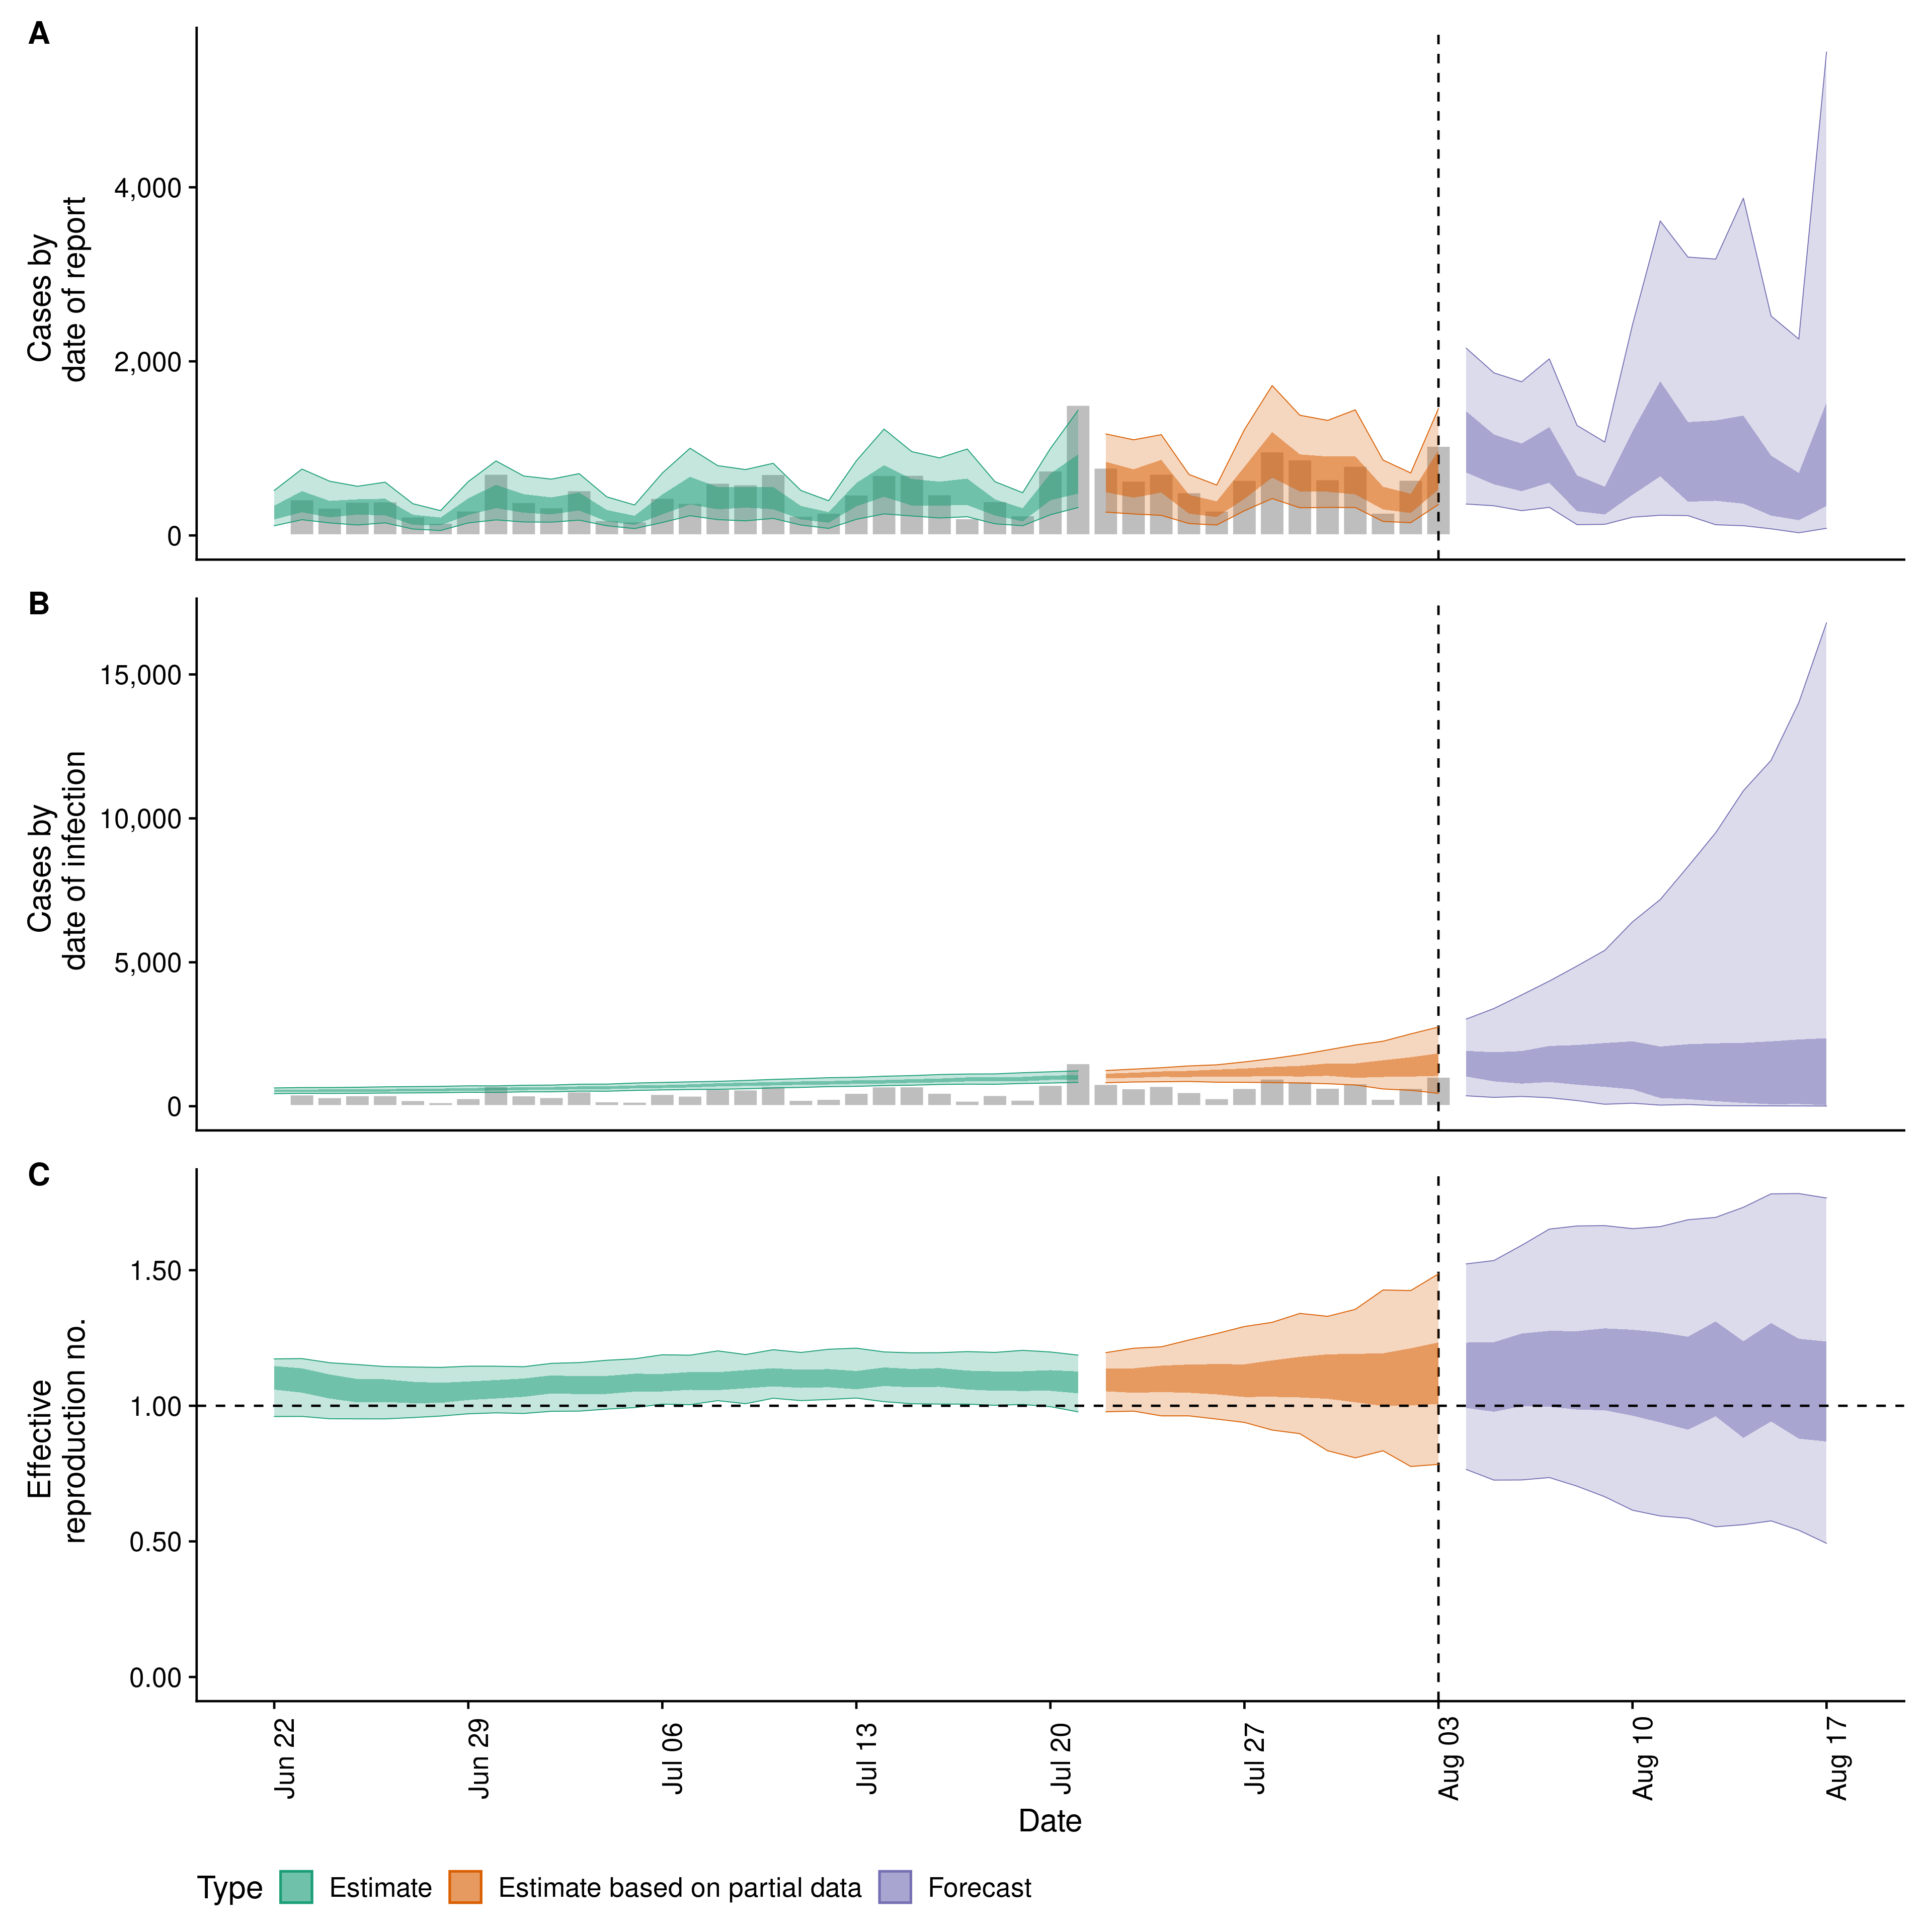 A
Cases by
date of report
4,000
2,000
0
B
Cases by
date of infection
15,000
10,000
5,000
0
C
Effective
reproduction no.
1.50
1.00
0.50
0.00
Jun 22
Jun 29
Jul 06
Jul 13
Jul 20
Jul 27
Aug 03
Aug 10
Aug 17
Date
Type Estimate Estimate based on partial data Forecast